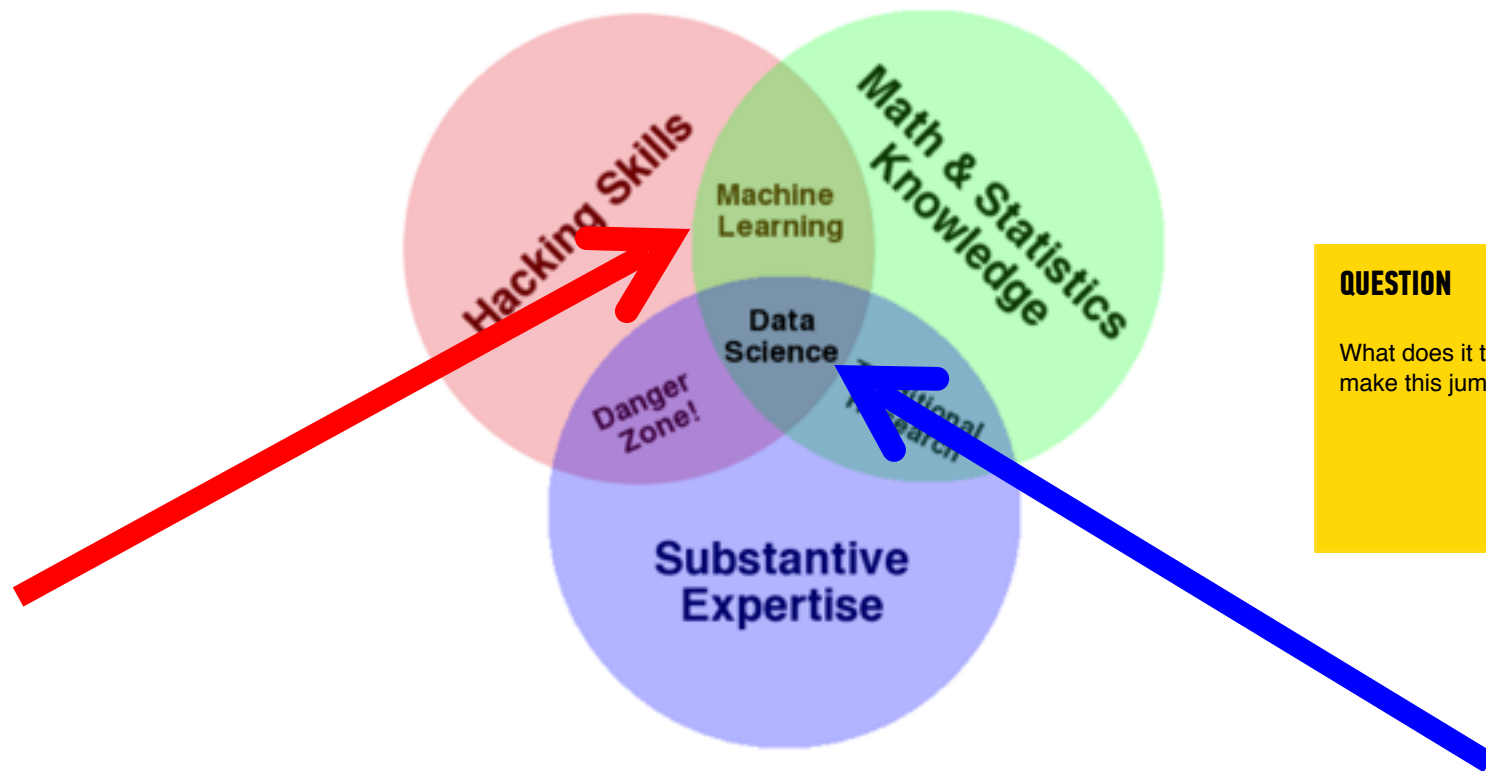 Hacking Skills
Math & Statistics
Knowledge
Machine
Learning
Data
Science
Danger
Zone!
Substantive
Expertise
QUESTION
What does it t
make this jum